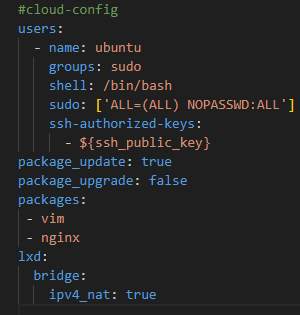 #cloud-config
users:
  - name: ubuntu
    groups: sudo
    shell: /bin/bash
    sudo: ['ALL=(ALL) NOPASSWD:ALL']
    ssh-authorized-keys:
      - ${ssh_public_key}
package_update: true
package_upgrade: false
packages:
 - vim
 - nginx
lxd:
  bridge:
    ipv4_nat: true